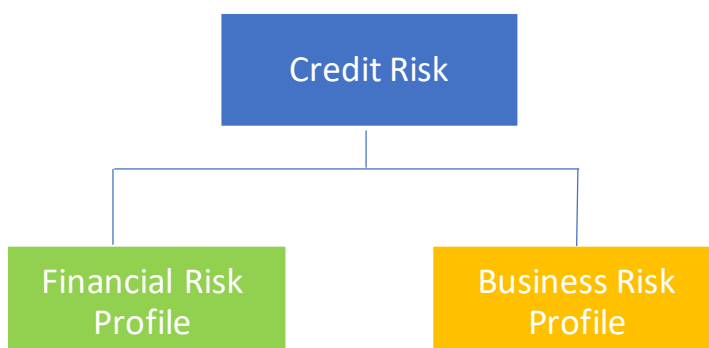 Credit Risk
Financial Risk
Profile
Business Risk
Profile